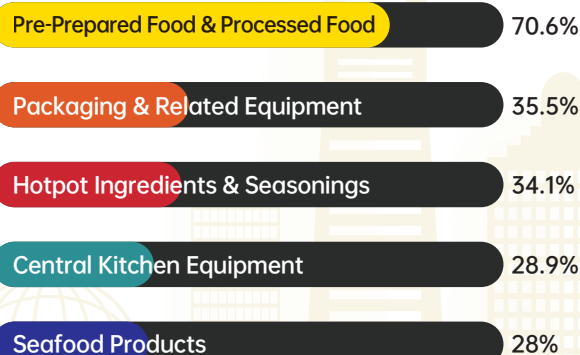 Pre-Prepared Food & Processed Food 70.6%
Packaging & Related Equipment 35.5%
Hotpot Ingredients & Seasonings 34.1%
Central Kitchen Equipment 28.9%
Seafood Products 28%